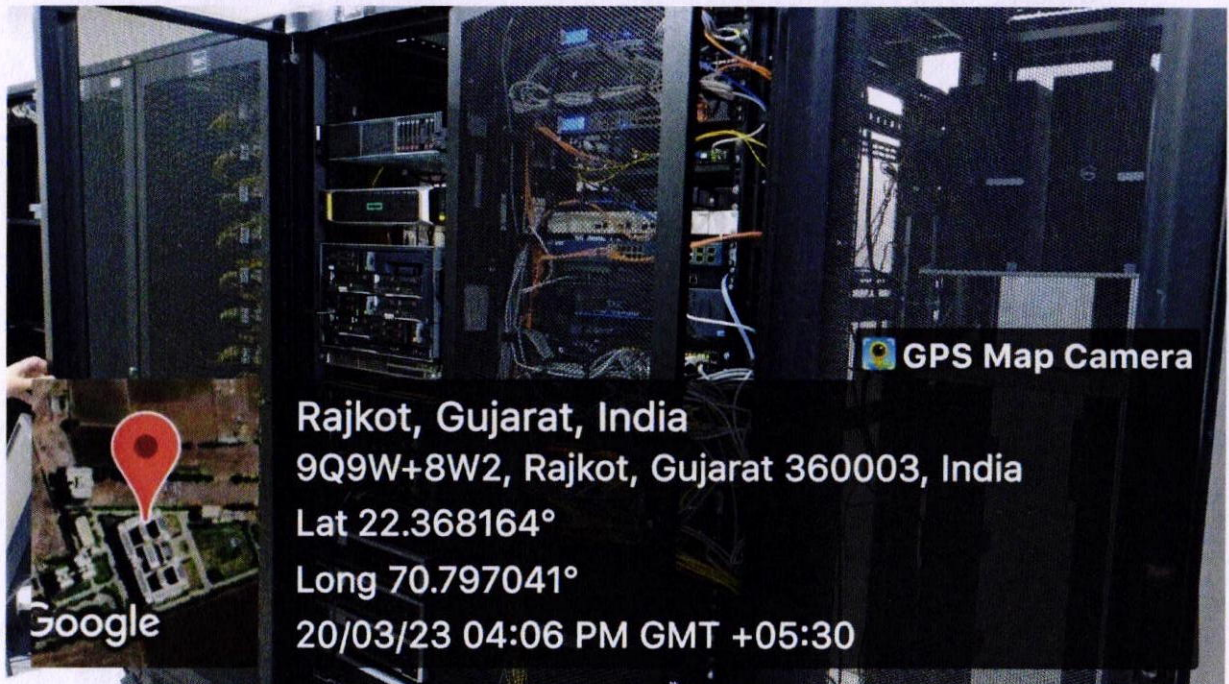 GPS Map Camera
Rajkot, Gujarat, India
9Q9W+8W2, Rajkot, Gujarat 360003, India
Lat 22.368164°
Long 70.797041°
20/03/23 04:06 PM GMT +05:30
Google